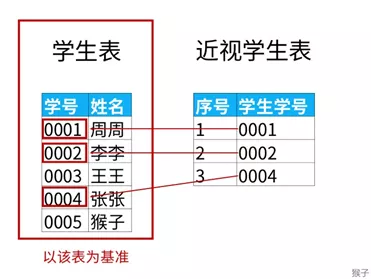 学生表 近视学生表
学号 姓名 序号 学生学号
0001 周周 1 0001
0002 李李 2 0002
0003 王王 3 0004
0004 张张
0005 猴子
以该表为基准
猴子